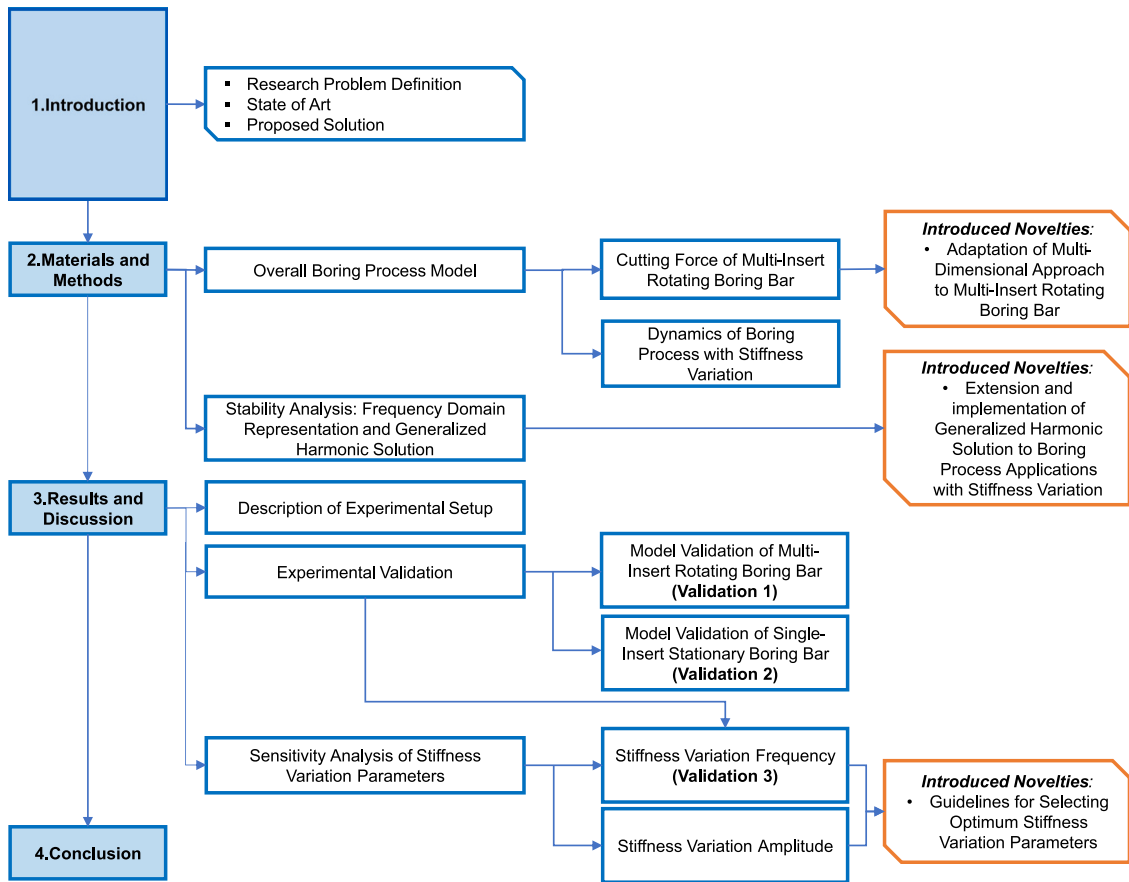 1.Introduction
▪ Research Problem Definition
▪ State of Art
▪ Proposed Solution
2.Materials and
Methods
Overall Boring Process Model
Cutting Force of Multi-Insert
Rotating Boring Bar
Introduced Novelties:
• Adaptation of Multi-
Dimensional Approach
to Multi-Insert Rotating
Boring Bar
Dynamics of Boring
Process with Stiffness
Variation
Stability Analysis: Frequency Domain
Representation and Generalized
Harmonic Solution
Introduced Novelties:
• Extension and
implementation of
Generalized Harmonic
Solution to Boring
Process Applications
with Stiffness Variation
3.Results and
Discussion
Description of Experimental Setup
Experimental Validation
Model Validation of Multi-
Insert Rotating Boring Bar
(Validation 1)
Model Validation of Single-
Insert Stationary Boring Bar
(Validation 2)
Sensitivity Analysis of Stiffness
Variation Parameters
Stiffness Variation Frequency
(Validation 3)
Stiffness Variation Amplitude
Introduced Novelties:
• Guidelines for Selecting
Optimum Stiffness
Variation Parameters
4.Conclusion